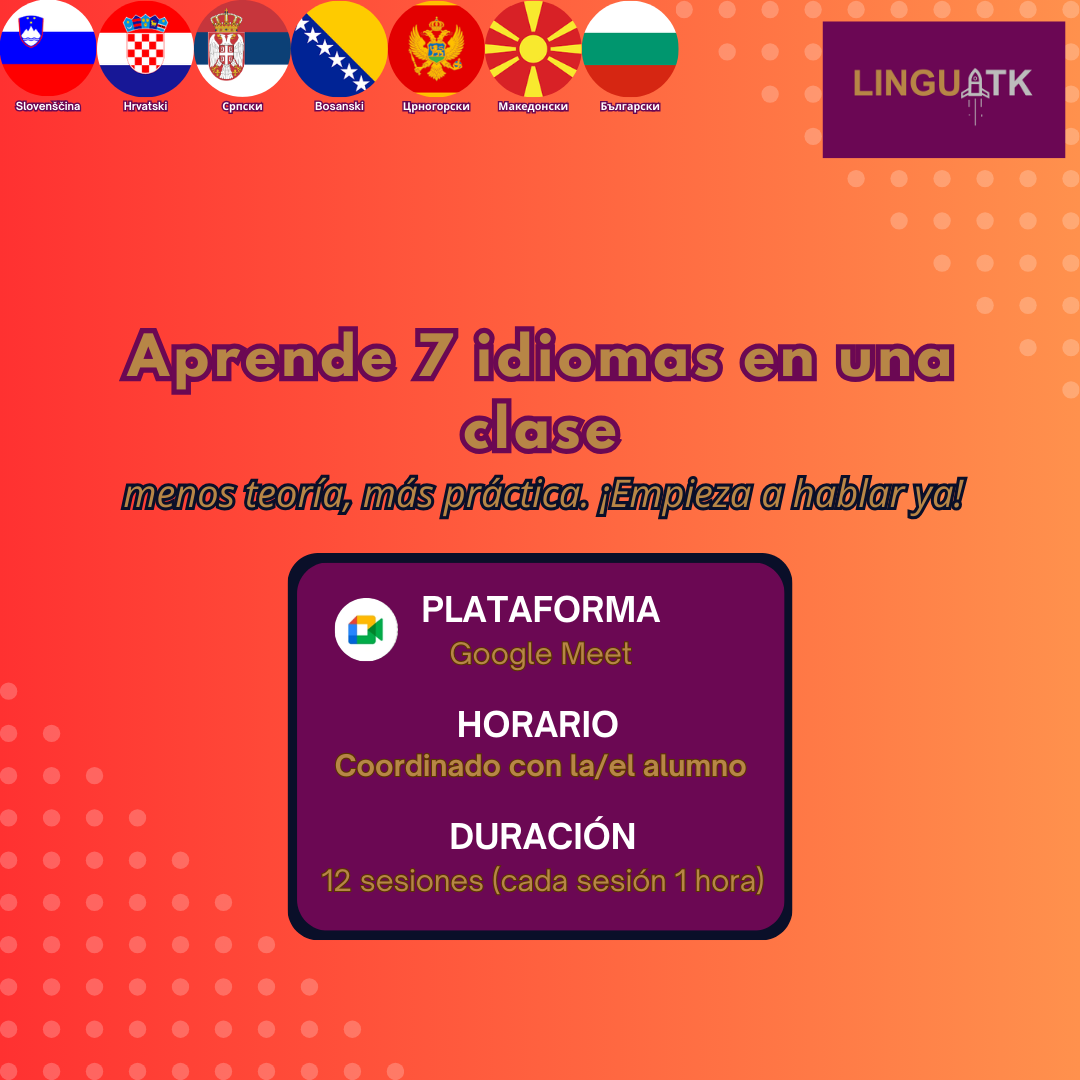 Slovenščina
Hrvatski
Српски
Bosanski
Црногорски
Македонски
Български
LINGUATK
Aprende 7 idiomas en una
clase
menos teoría, más práctica. ¡Empieza a hablar ya!
PLATAFORMA
Google Meet
HORARIO
Coordinado con la/el alumno
DURACIÓN
12 sesiones (cada sesión 1 hora)